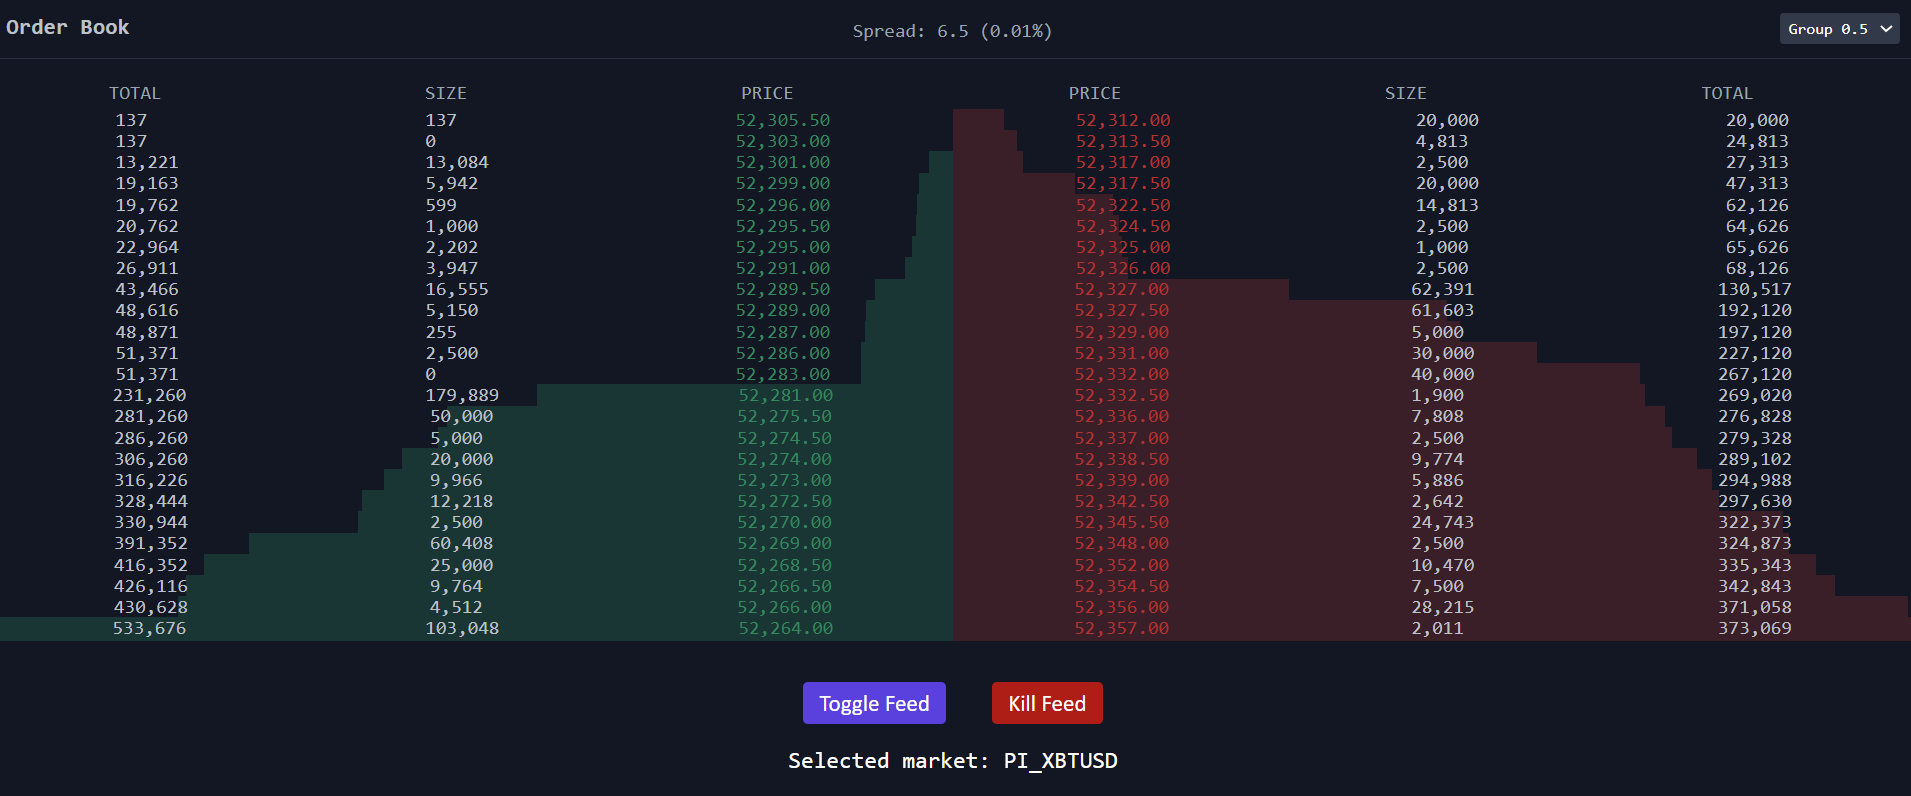 Order Book
Spread: 6.5 (0.01%)
Group 0.5
TOTAL SIZE PRICE PRICE SIZE TOTAL
137 137 52,305.50 52,312.00 20,000 20,000
137 0 52,303.00 52,313.50 4,813 24,813
13,221 13,084 52,301.00 52,317.00 2,500 27,313
19,163 5,942 52,299.00 52,317.50 20,000 47,313
19,762 599 52,296.00 52,322.50 14,813 62,126
20,762 1,000 52,295.50 52,324.50 2,500 64,626
22,964 2,202 52,295.00 52,325.00 1,000 65,626
26,911 3,947 52,291.00 52,326.00 2,500 68,126
43,466 16,555 52,289.50 52,327.00 62,391 130,517
48,616 5,150 52,289.00 52,327.50 61,603 192,120
48,871 255 52,287.00 52,329.00 5,000 197,120
51,371 2,500 52,286.00 52,331.00 30,000 227,120
51,371 0 52,283.00 52,332.00 40,000 267,120
231,260 179,889 52,281.00 52,332.50 1,900 269,020
281,260 50,000 52,275.50 52,336.00 7,808 276,828
286,260 5,000 52,274.50 52,337.00 2,500 279,328
306,260 20,000 52,274.00 52,338.50 9,774 289,102
316,226 9,966 52,273.00 52,339.00 5,886 294,988
328,444 12,218 52,272.50 52,342.50 2,642 297,630
330,944 2,500 52,270.00 52,345.50 24,743 322,373
391,352 60,408 52,269.00 52,348.00 2,500 324,873
416,352 25,000 52,268.50 52,352.00 10,470 335,343
426,116 9,764 52,266.50 52,354.50 7,500 342,843
430,628 4,512 52,266.00 52,356.00 28,215 371,058
533,676 103,048 52,264.00 52,357.00 2,011 373,069
Toggle Feed
Kill Feed
Selected market: PI_XBTUSD